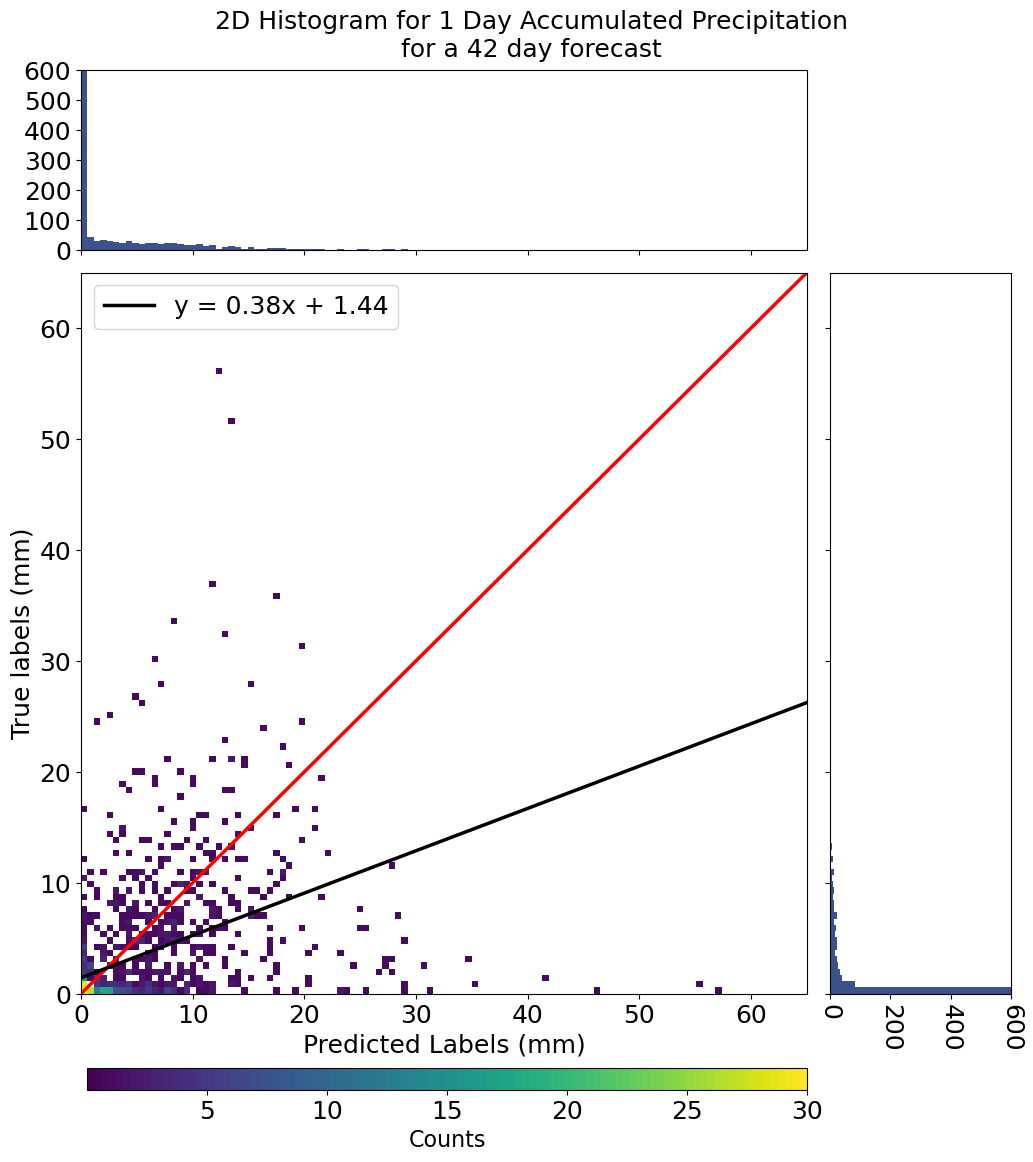 2D Histogram for 1 Day Accumulated Precipitation
for a 42 day forecast
600
500
400
300
200
100
0
y = 0.38x + 1.44
True labels (mm)
60
50
40
30
20
10
0
0 10 20 30 40 50 60
Predicted Labels (mm)
0 200 400 600
5 10 15 20 25 30
Counts